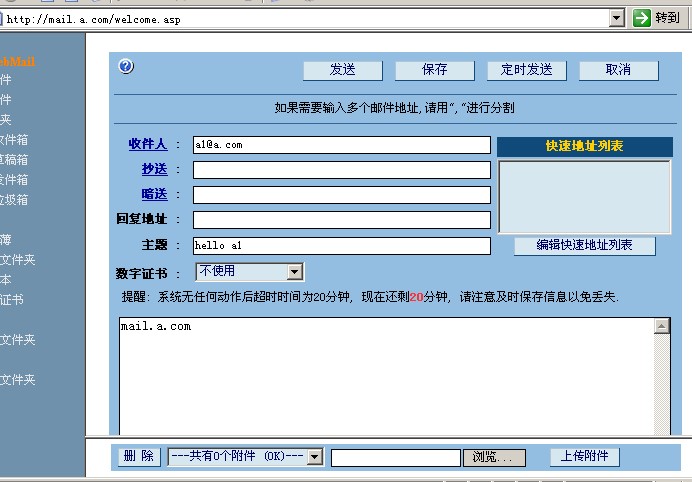 http://mail.a.com/welcome.asp
转到
Mail
件
件
夹
件箱
稿箱
件箱
圾箱
薄
文件夹
本
证书
文件夹
文件夹
发送 保存 定时发送 取消
如果需要输入多个邮件地址,请用“,”进行分割
收件人 : a1@a.com
快速地址列表
抄送 :
暗送 :
回复地址 :
主题 : hello a1
编辑快速地址列表
数字证书 : 不使用
提醒: 系统无任何动作后超时时间为20分钟, 现在还剩20分钟, 请注意及时保存信息以免丢失.
mail.a.com
删 除 ---共有0个附件 (OK)--- 浏览... 上传附件